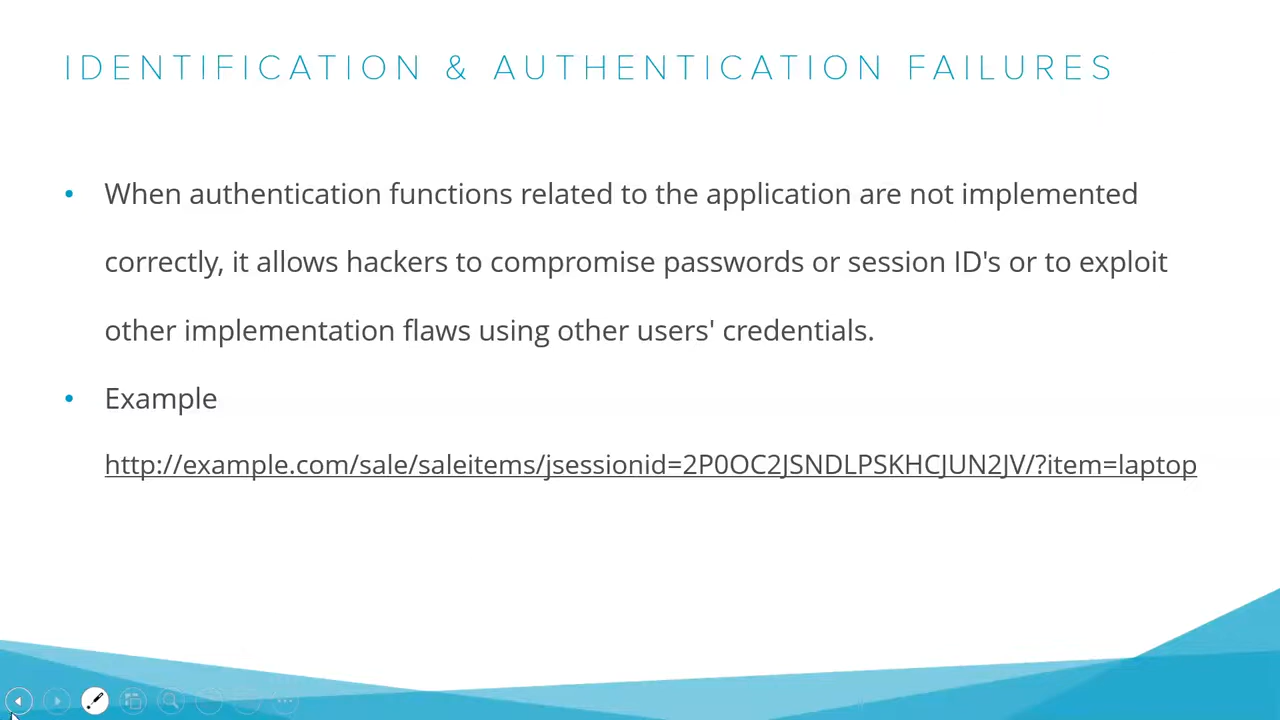 IDENTIFICATION & AUTHENTICATION FAILURES
• When authentication functions related to the application are not implemented
correctly, it allows hackers to compromise passwords or session ID's or to exploit
other implementation flaws using other users' credentials.
• Example
http://example.com/sale/saleitems/jsessionid=2P0OC2JSNDLPSKHCJUN2JV/?item=laptop